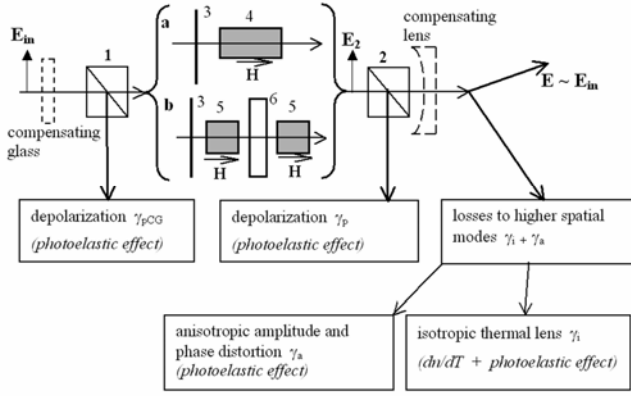 compensating
lens
a
3
4
E_in
1
H
E_2
2
E ~ E_in
b
3
5
6
5
H
H
compensating
glass
depolarization γ_pCG
(photoelastic effect)
depolarization γ_p
(photoelastic effect)
losses to higher spatial
modes γ_i + γ_a
anisotropic amplitude and
phase distortion γ_a
(photoelastic effect)
isotropic thermal lens γ_i
(dn/dT + photoelastic effect)